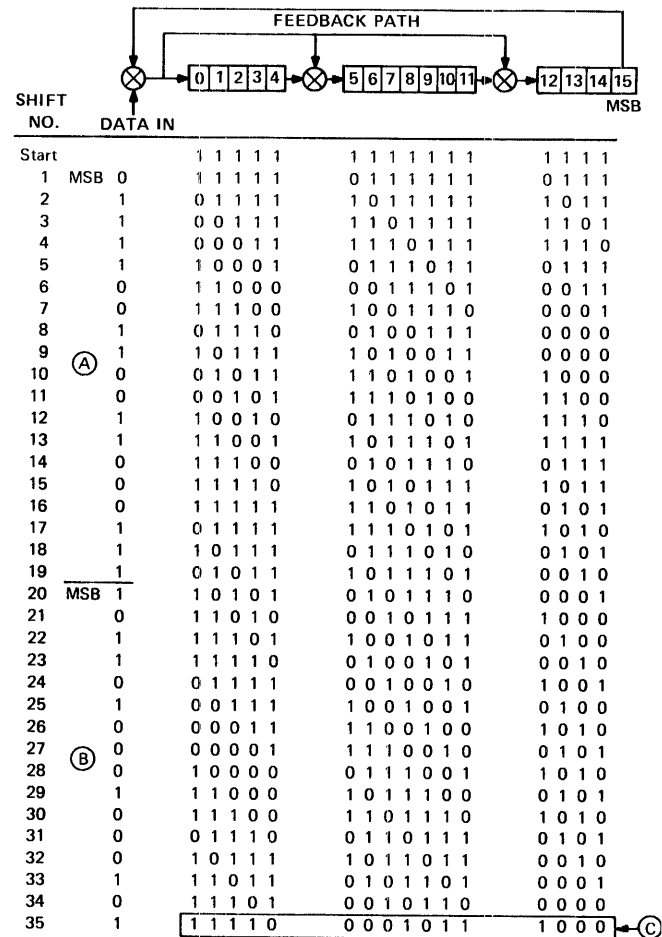 FEEDBACK PATH
0 1 2 3 4 5 6 7 8 9 10 11 12 13 14 15
SHIFT MSB
NO. DATA IN
Start 1 1 1 1 1 1 1 1 1 1 1 1 1 1 1 1
1 MSB 0 1 1 1 1 1 0 1 1 1 1 1 1 0 1 1 1
2 1 0 1 1 1 1 1 0 1 1 1 1 1 1 0 1 1
3 1 0 0 1 1 1 1 1 0 1 1 1 1 1 1 0 1
4 1 0 0 0 1 1 1 1 1 0 1 1 1 1 1 1 0
5 1 1 0 0 0 1 0 1 1 1 0 1 1 0 1 1 1
6 0 1 1 0 0 0 0 0 1 1 1 0 1 0 0 1 1
7 0 1 1 1 0 0 1 0 0 1 1 1 0 0 0 0 1
8 1 0 1 1 1 0 0 1 0 0 1 1 1 0 0 0 0
9 1 1 0 1 1 1 1 0 1 0 0 1 1 0 0 0 0
A
10 0 0 1 0 1 1 1 1 0 1 0 0 1 1 0 0 0
11 0 0 0 1 0 1 1 1 1 0 1 0 0 1 1 0 0
12 1 1 0 0 1 0 0 1 1 1 0 1 0 1 1 1 0
13 1 1 1 0 0 1 1 0 1 1 1 0 1 1 1 1 1
14 0 1 1 1 0 0 0 1 0 1 1 1 0 0 1 1 1
15 0 1 1 1 1 0 1 0 1 0 1 1 1 1 0 1 1
16 0 1 1 1 1 1 1 1 0 1 0 1 1 0 1 0 1
17 1 0 1 1 1 1 1 1 1 0 1 0 1 1 0 1 0
18 1 1 0 1 1 1 0 1 1 1 0 1 0 0 1 0 1
19 1 0 1 0 1 1 1 0 1 1 1 0 1 0 0 1 0
20 MSB 1 1 0 1 0 1 0 1 0 1 1 1 0 0 0 0 1
21 0 1 1 0 1 0 0 0 1 0 1 1 1 1 0 0 0
22 1 1 1 1 0 1 1 0 0 1 0 1 1 0 1 0 0
23 1 1 1 1 1 0 0 1 0 0 1 0 1 0 0 1 0
24 0 0 1 1 1 1 0 0 1 0 0 1 0 1 0 0 1
25 1 0 0 1 1 1 1 0 0 1 0 0 1 0 1 0 0
26 0 0 0 0 1 1 1 1 0 0 1 0 0 1 0 1 0
27 0 0 0 0 0 1 1 1 1 0 0 1 0 0 1 0 1
B
28 0 1 0 0 0 0 0 1 1 1 0 0 1 1 0 1 0
29 1 1 1 0 0 0 1 0 1 1 1 0 0 0 1 0 1
30 0 1 1 1 0 0 1 1 0 1 1 1 0 1 0 1 0
31 0 0 1 1 1 0 0 1 1 0 1 1 1 0 1 0 1
32 0 1 0 1 1 1 1 0 1 1 0 1 1 0 0 1 0
33 1 1 1 0 1 1 0 1 0 1 1 0 1 0 0 0 1
34 0 1 1 1 0 1 0 0 1 0 1 1 0 0 0 0 0
35 1 1 1 1 1 0 0 0 0 1 0 1 1 1 0 0 0 C